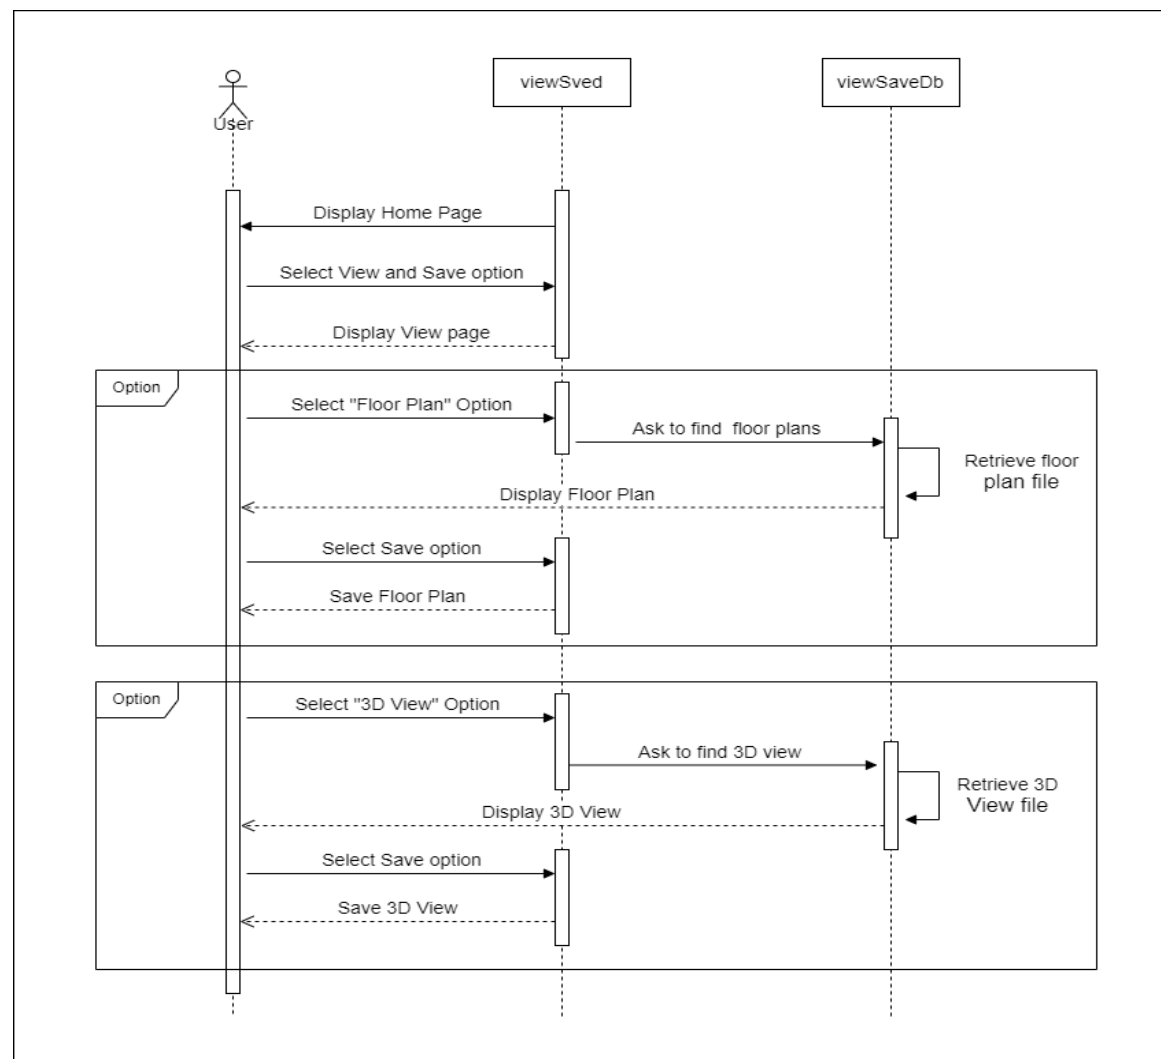 viewSved
viewSaveDb
User
Display Home Page
Select View and Save option
Display View page
Option
Select "Floor Plan" Option
Ask to find floor plans
Retrieve floor
plan file
Display Floor Plan
Select Save option
Save Floor Plan
Option
Select "3D View" Option
Ask to find 3D view
Retrieve 3D
View file
Display 3D View
Select Save option
Save 3D View